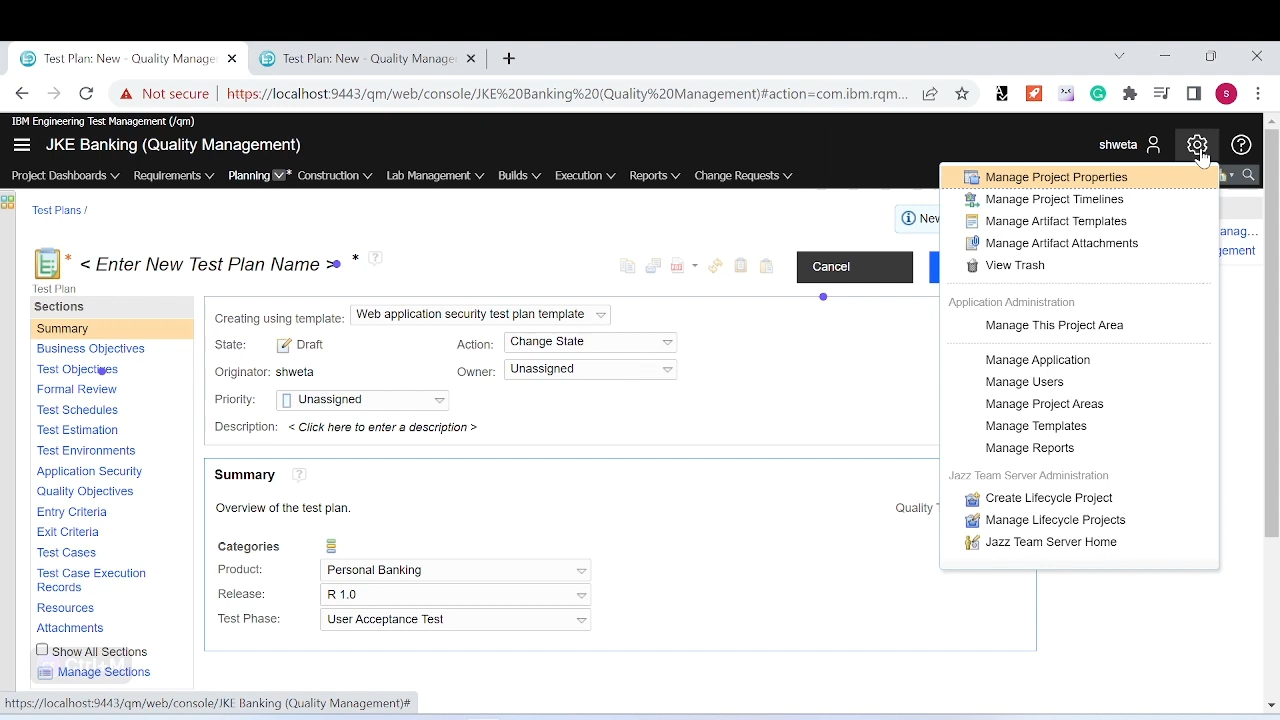 Test Plan: New - Quality Manager
Test Plan: New - Quality Manager
Not secure
https://localhost:9443/qm/web/console/JKE%20Banking%20(Quality%20Management)#action=com.ibm.rqm...
S
IBM Engineering Test Management (/qm)
JKE Banking (Quality Management)
shweta
Project Dashboards
Requirements
Planning *
Construction
Lab Management
Builds
Execution
Reports
Change Requests
Test Plans /
New
* < Enter New Test Plan Name > *
Test Plan
Cancel
Sections
Summary
Business Objectives
Test Objectives
Formal Review
Test Schedules
Test Estimation
Test Environments
Application Security
Quality Objectives
Entry Criteria
Exit Criteria
Test Cases
Test Case Execution
Records
Resources
Attachments
Show All Sections
Manage Sections
Ctrl+M
Creating using template: Web application security test plan template
State: Draft
Action: Change State
Originator: shweta
Owner: Unassigned
Priority: Unassigned
Description: < Click here to enter a description >
Summary
Overview of the test plan.
Quality
Categories
Product: Personal Banking
Release: R 1.0
Test Phase: User Acceptance Test
Manage Project Properties
Manage Project Timelines
Manage Artifact Templates
Manage Artifact Attachments
View Trash
Application Administration
Manage This Project Area
Manage Application
Manage Users
Manage Project Areas
Manage Templates
Manage Reports
Jazz Team Server Administration
Create Lifecycle Project
Manage Lifecycle Projects
Jazz Team Server Home
anag...
gement
https://localhost:9443/qm/web/console/JKE Banking (Quality Management)#